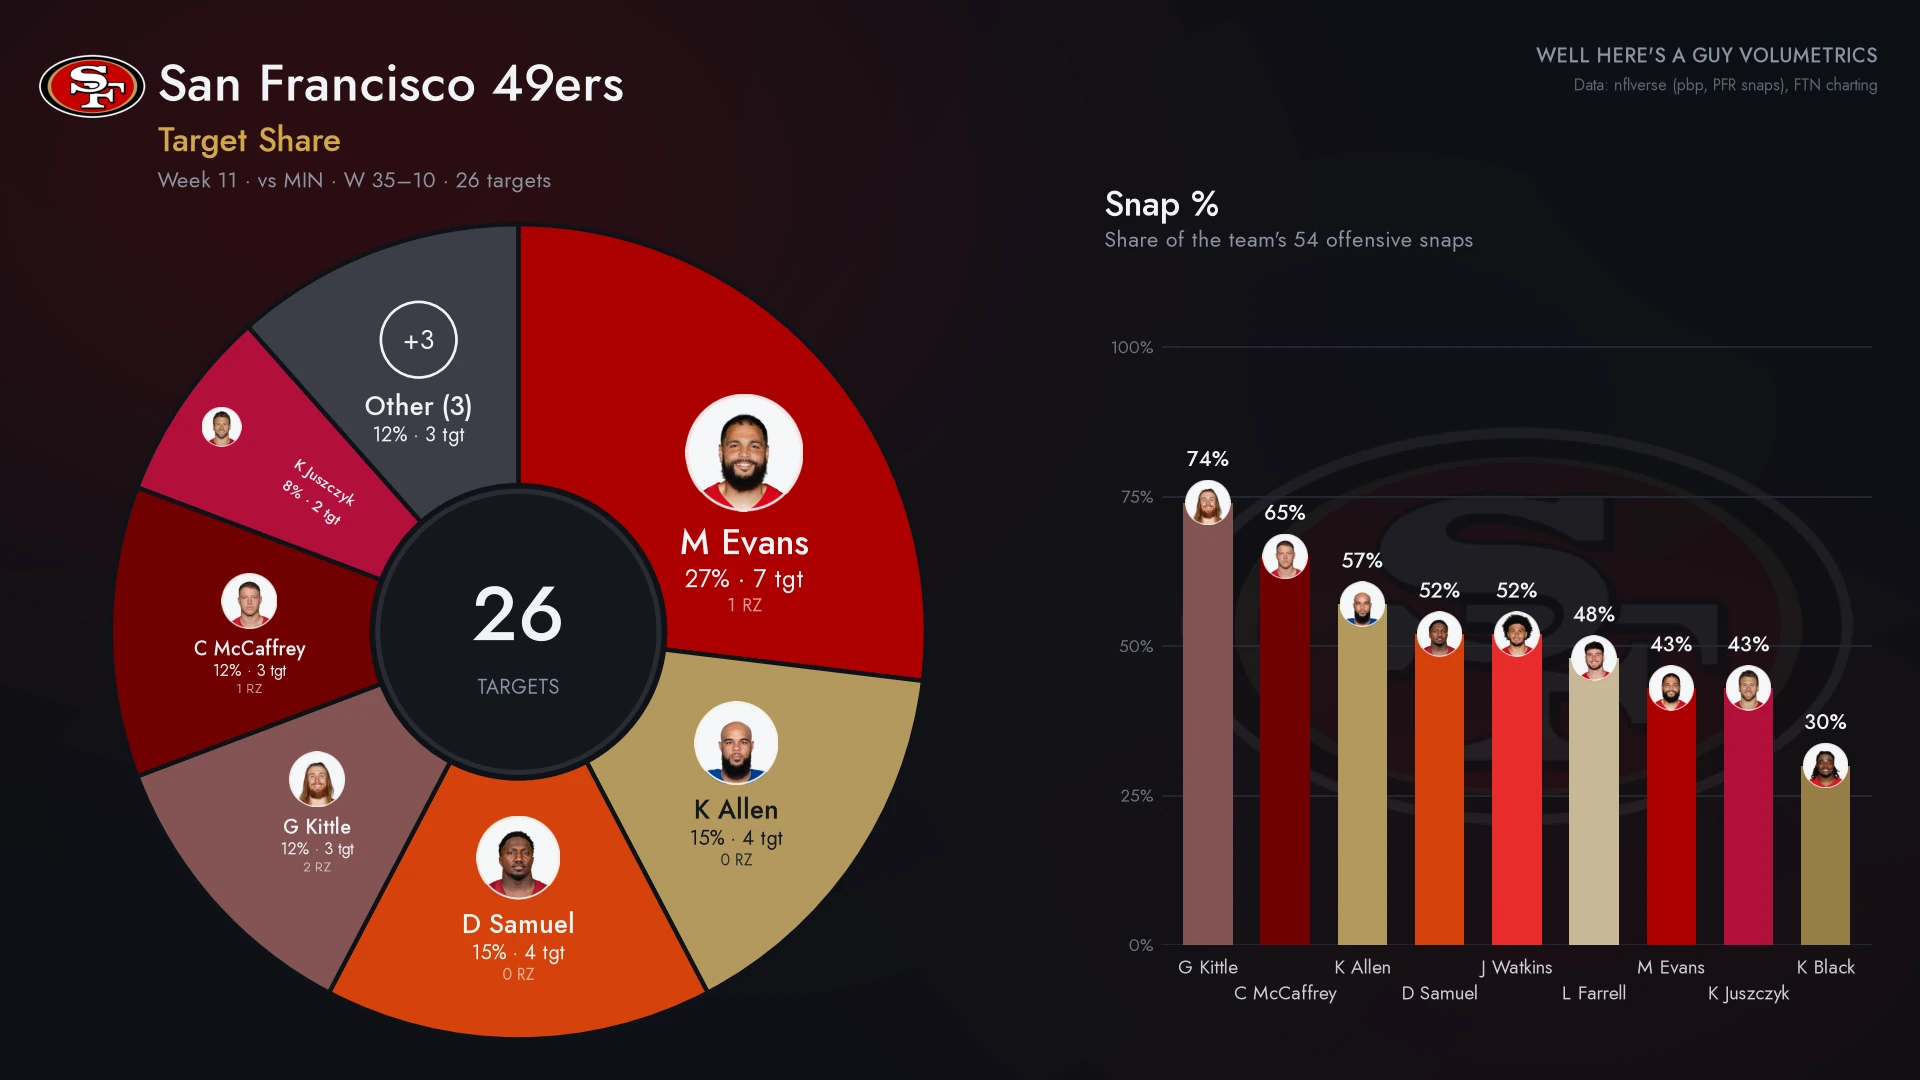 San Francisco 49ers
Target Share
Week 11 · vs MIN · W 35–10 · 26 targets
WELL HERE'S A GUY VOLUMETRICS
Data: nflverse (pbp, PFR snaps), FTN charting
+3
Other (3)
12% · 3 tgt
M Evans
27% · 7 tgt
1 RZ
K Juszczyk
8% · 2 tgt
C McCaffrey
12% · 3 tgt
1 RZ
26
TARGETS
K Allen
15% · 4 tgt
0 RZ
G Kittle
12% · 3 tgt
2 RZ
D Samuel
15% · 4 tgt
0 RZ
Snap %
Share of the team's 54 offensive snaps
100%
75%
50%
25%
0%
74%
65%
57%
52%
52%
48%
43%
43%
30%
G Kittle
C McCaffrey
K Allen
D Samuel
J Watkins
L Farrell
M Evans
K Juszczyk
K Black